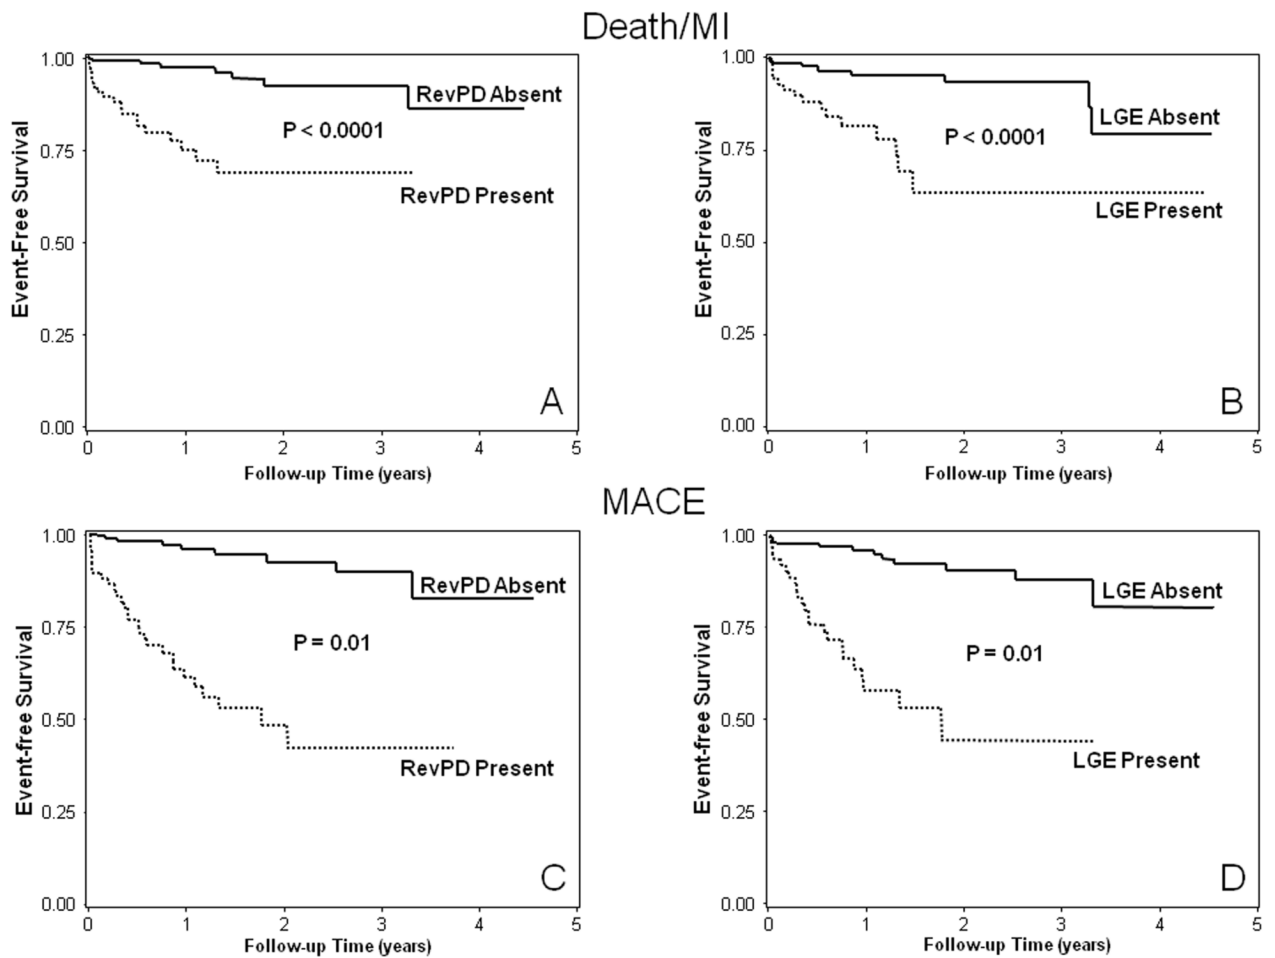 Death/MI
1.00
0.75
0.50
0.25
0.00
Event-Free Survival
RevPD Absent
P < 0.0001
RevPD Present
A
0 1 2 3 4 5
Follow-up Time (years)
1.00
0.75
0.50
0.25
0.00
Event-Free Survival
LGE Absent
P < 0.0001
LGE Present
B
0 1 2 3 4 5
Follow-up Time (years)
MACE
1.00
0.75
0.50
0.25
0.00
Event-free Survival
RevPD Absent
P = 0.01
RevPD Present
C
0 1 2 3 4 5
Follow-up Time (years)
1.00
0.75
0.50
0.25
0.00
Event-free Survival
LGE Absent
P = 0.01
LGE Present
D
0 1 2 3 4 5
Follow-up Time (years)